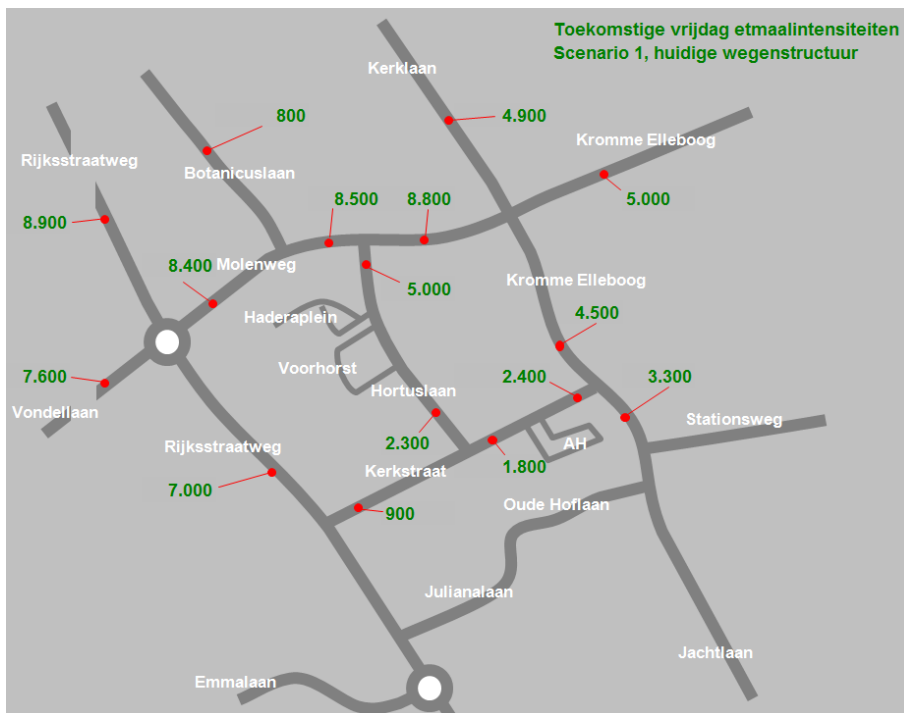 Toekomstige vrijdag etmaalintensiteiten
Scenario 1, huidige wegenstructuur
Kerklaan
800
4.900
Kromme Elleboog
Rijksstraatweg
Botanicuslaan
5.000
8.500
8.800
8.900
Molenweg
8.400
5.000
Kromme Elleboog
Haderaplein
4.500
Voorhorst
7.600
2.400
3.300
Vondellaan
Hortuslaan
Stationsweg
2.300
AH
Rijksstraatweg
1.800
Kerkstraat
7.000
900
Oude Hoflaan
Julianalaan
Jachtlaan
Emmalaan